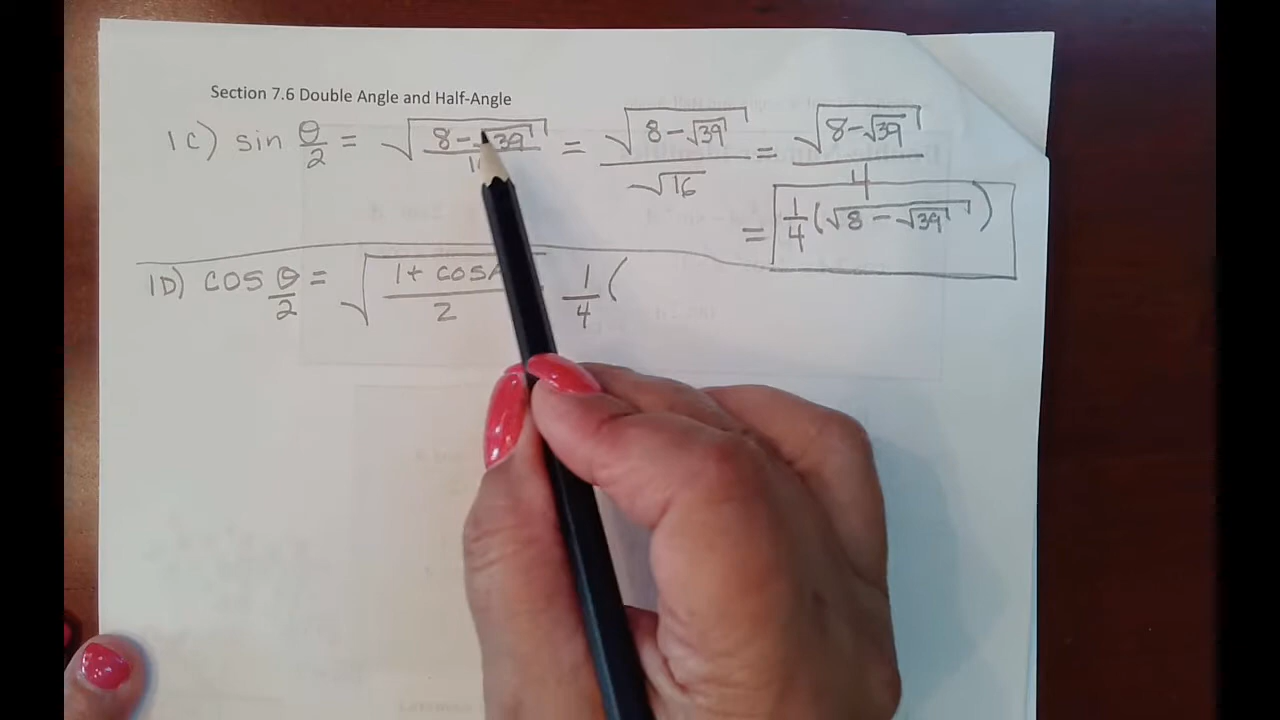 Section 7.6 Double Angle and Half-Angle
1C) sin θ/2 = √((8-√39)/1 = √(8-√39)/√16 = √(8-√39)/4
= 1/4(√(8-√39))
1D) cos θ/2 = √((1+cos)/2) 1/4(